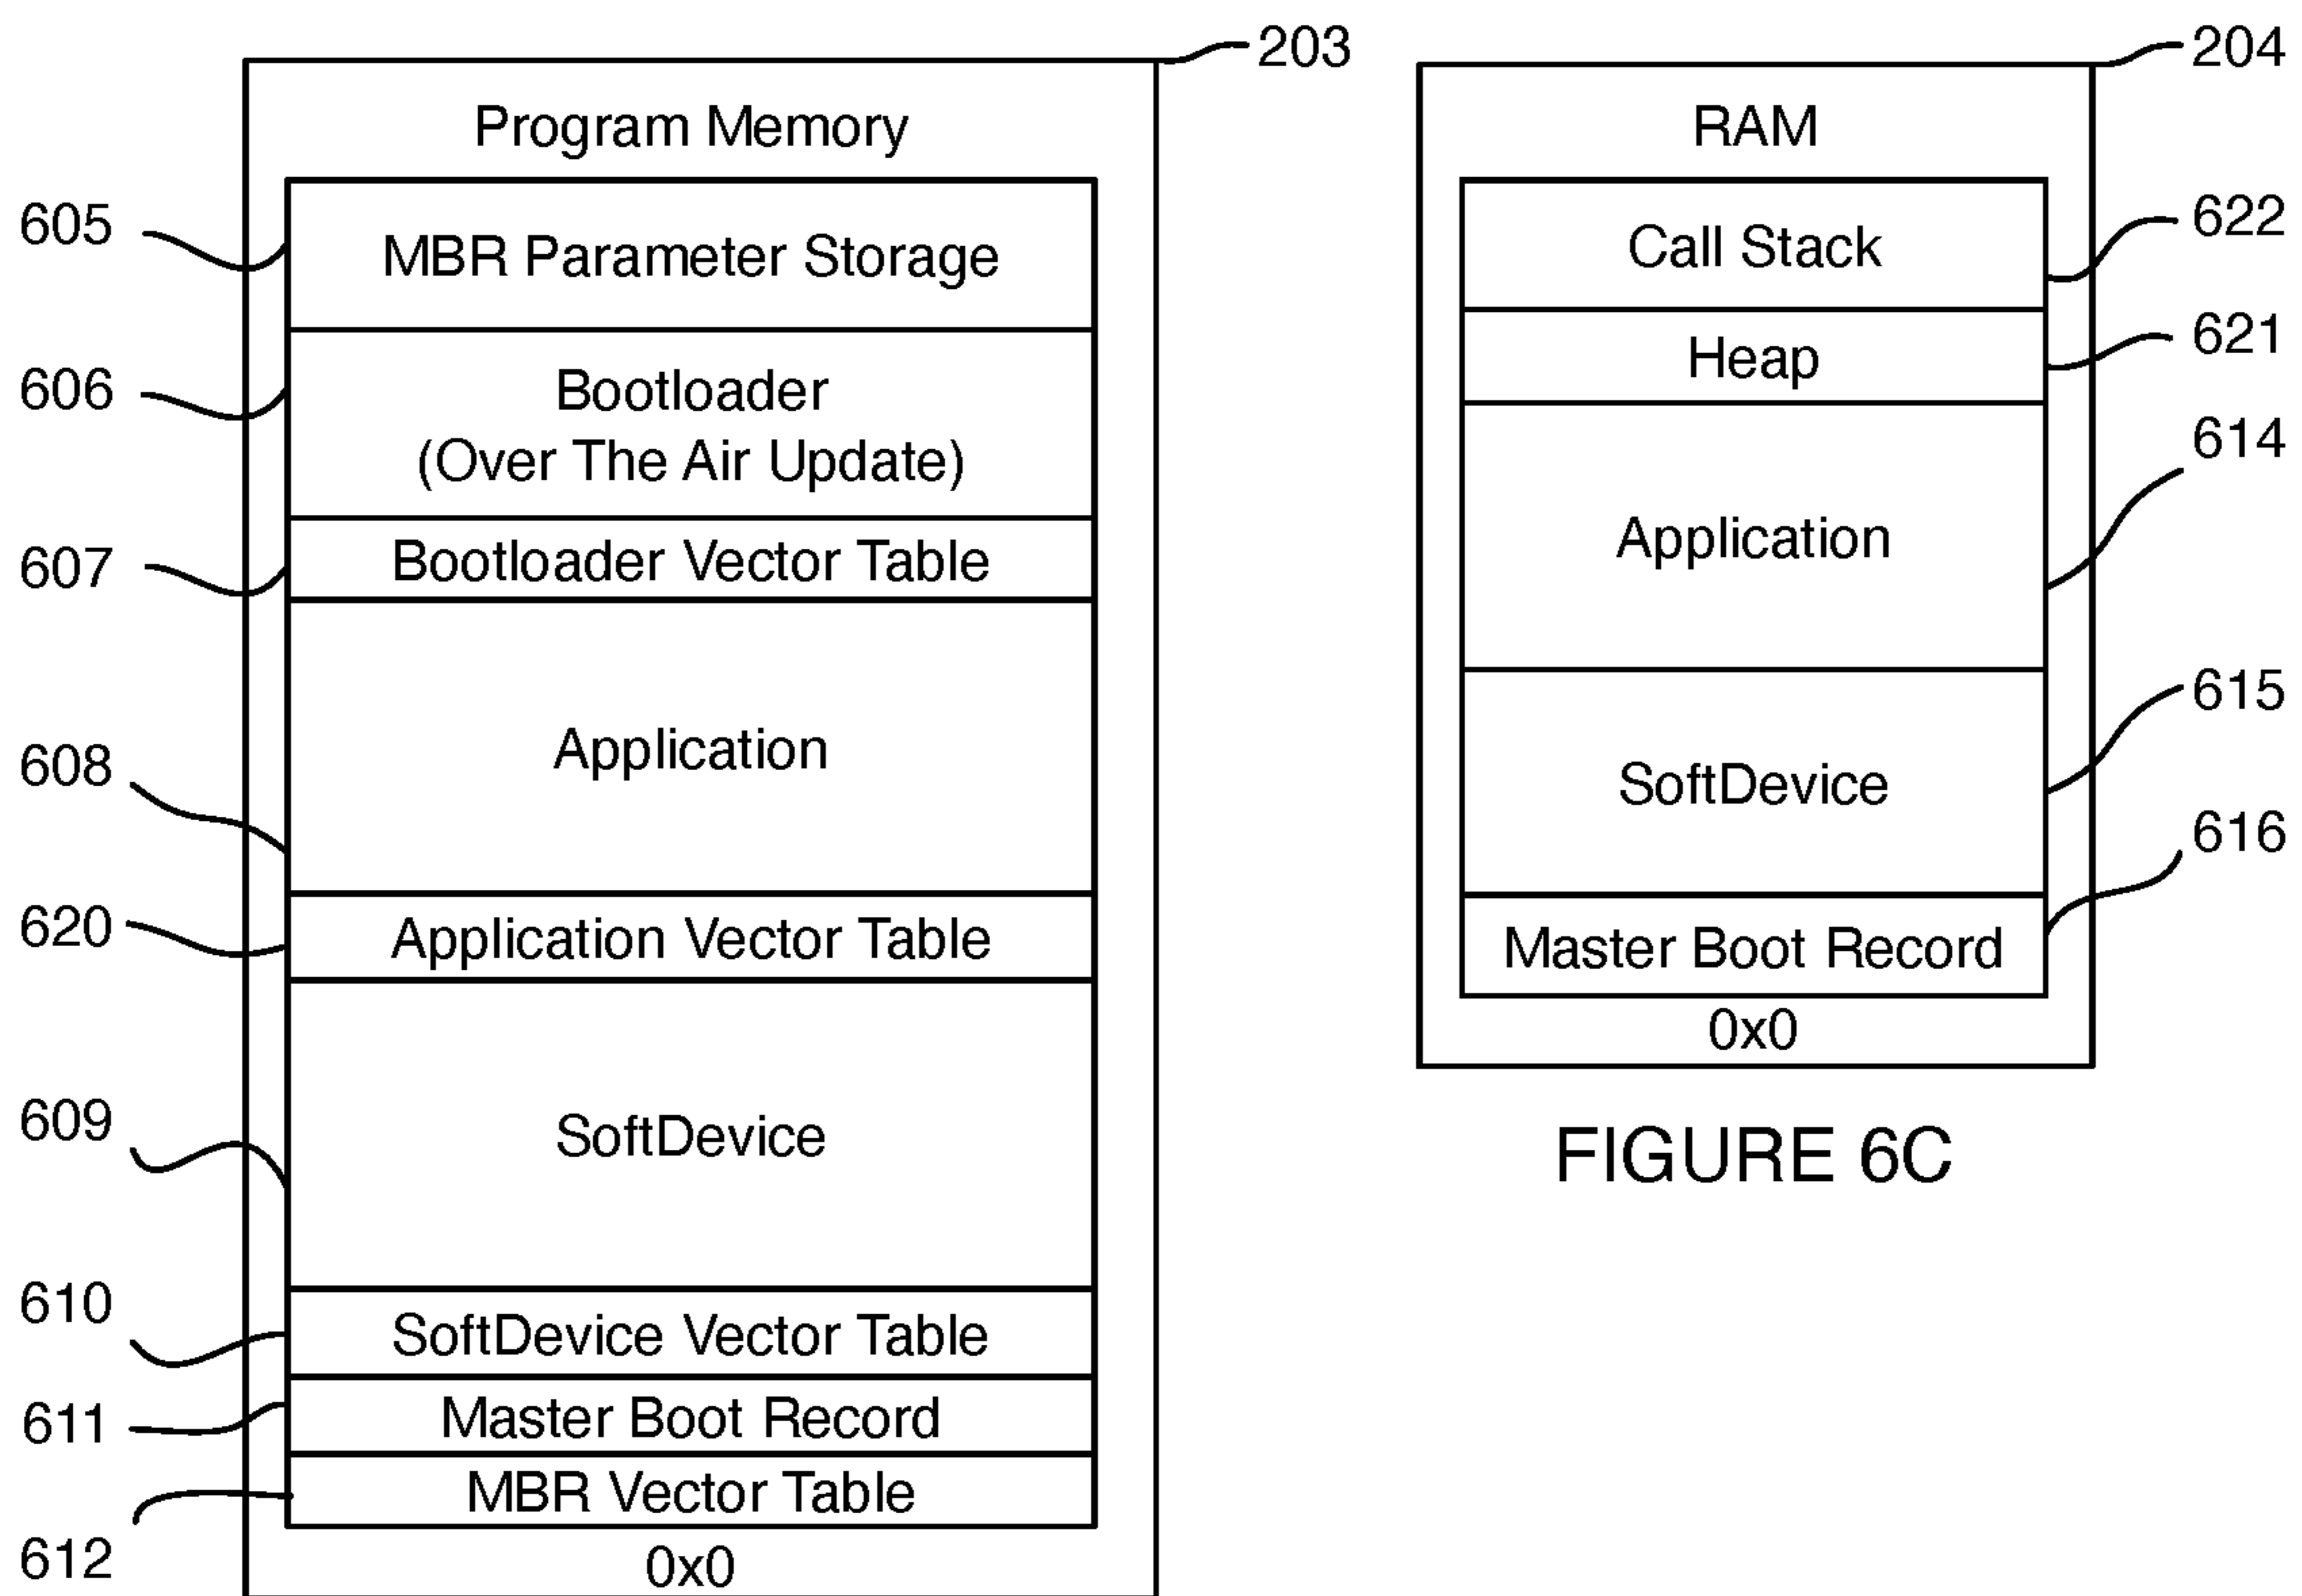 203
Program Memory
605
MBR Parameter Storage
606
Bootloader
(Over The Air Update)
607
Bootloader Vector Table
608
Application
620
Application Vector Table
609
SoftDevice
610
SoftDevice Vector Table
611
Master Boot Record
MBR Vector Table
612
0x0
204
RAM
622
Call Stack
621
Heap
614
Application
615
SoftDevice
616
Master Boot Record
0x0
FIGURE 6C